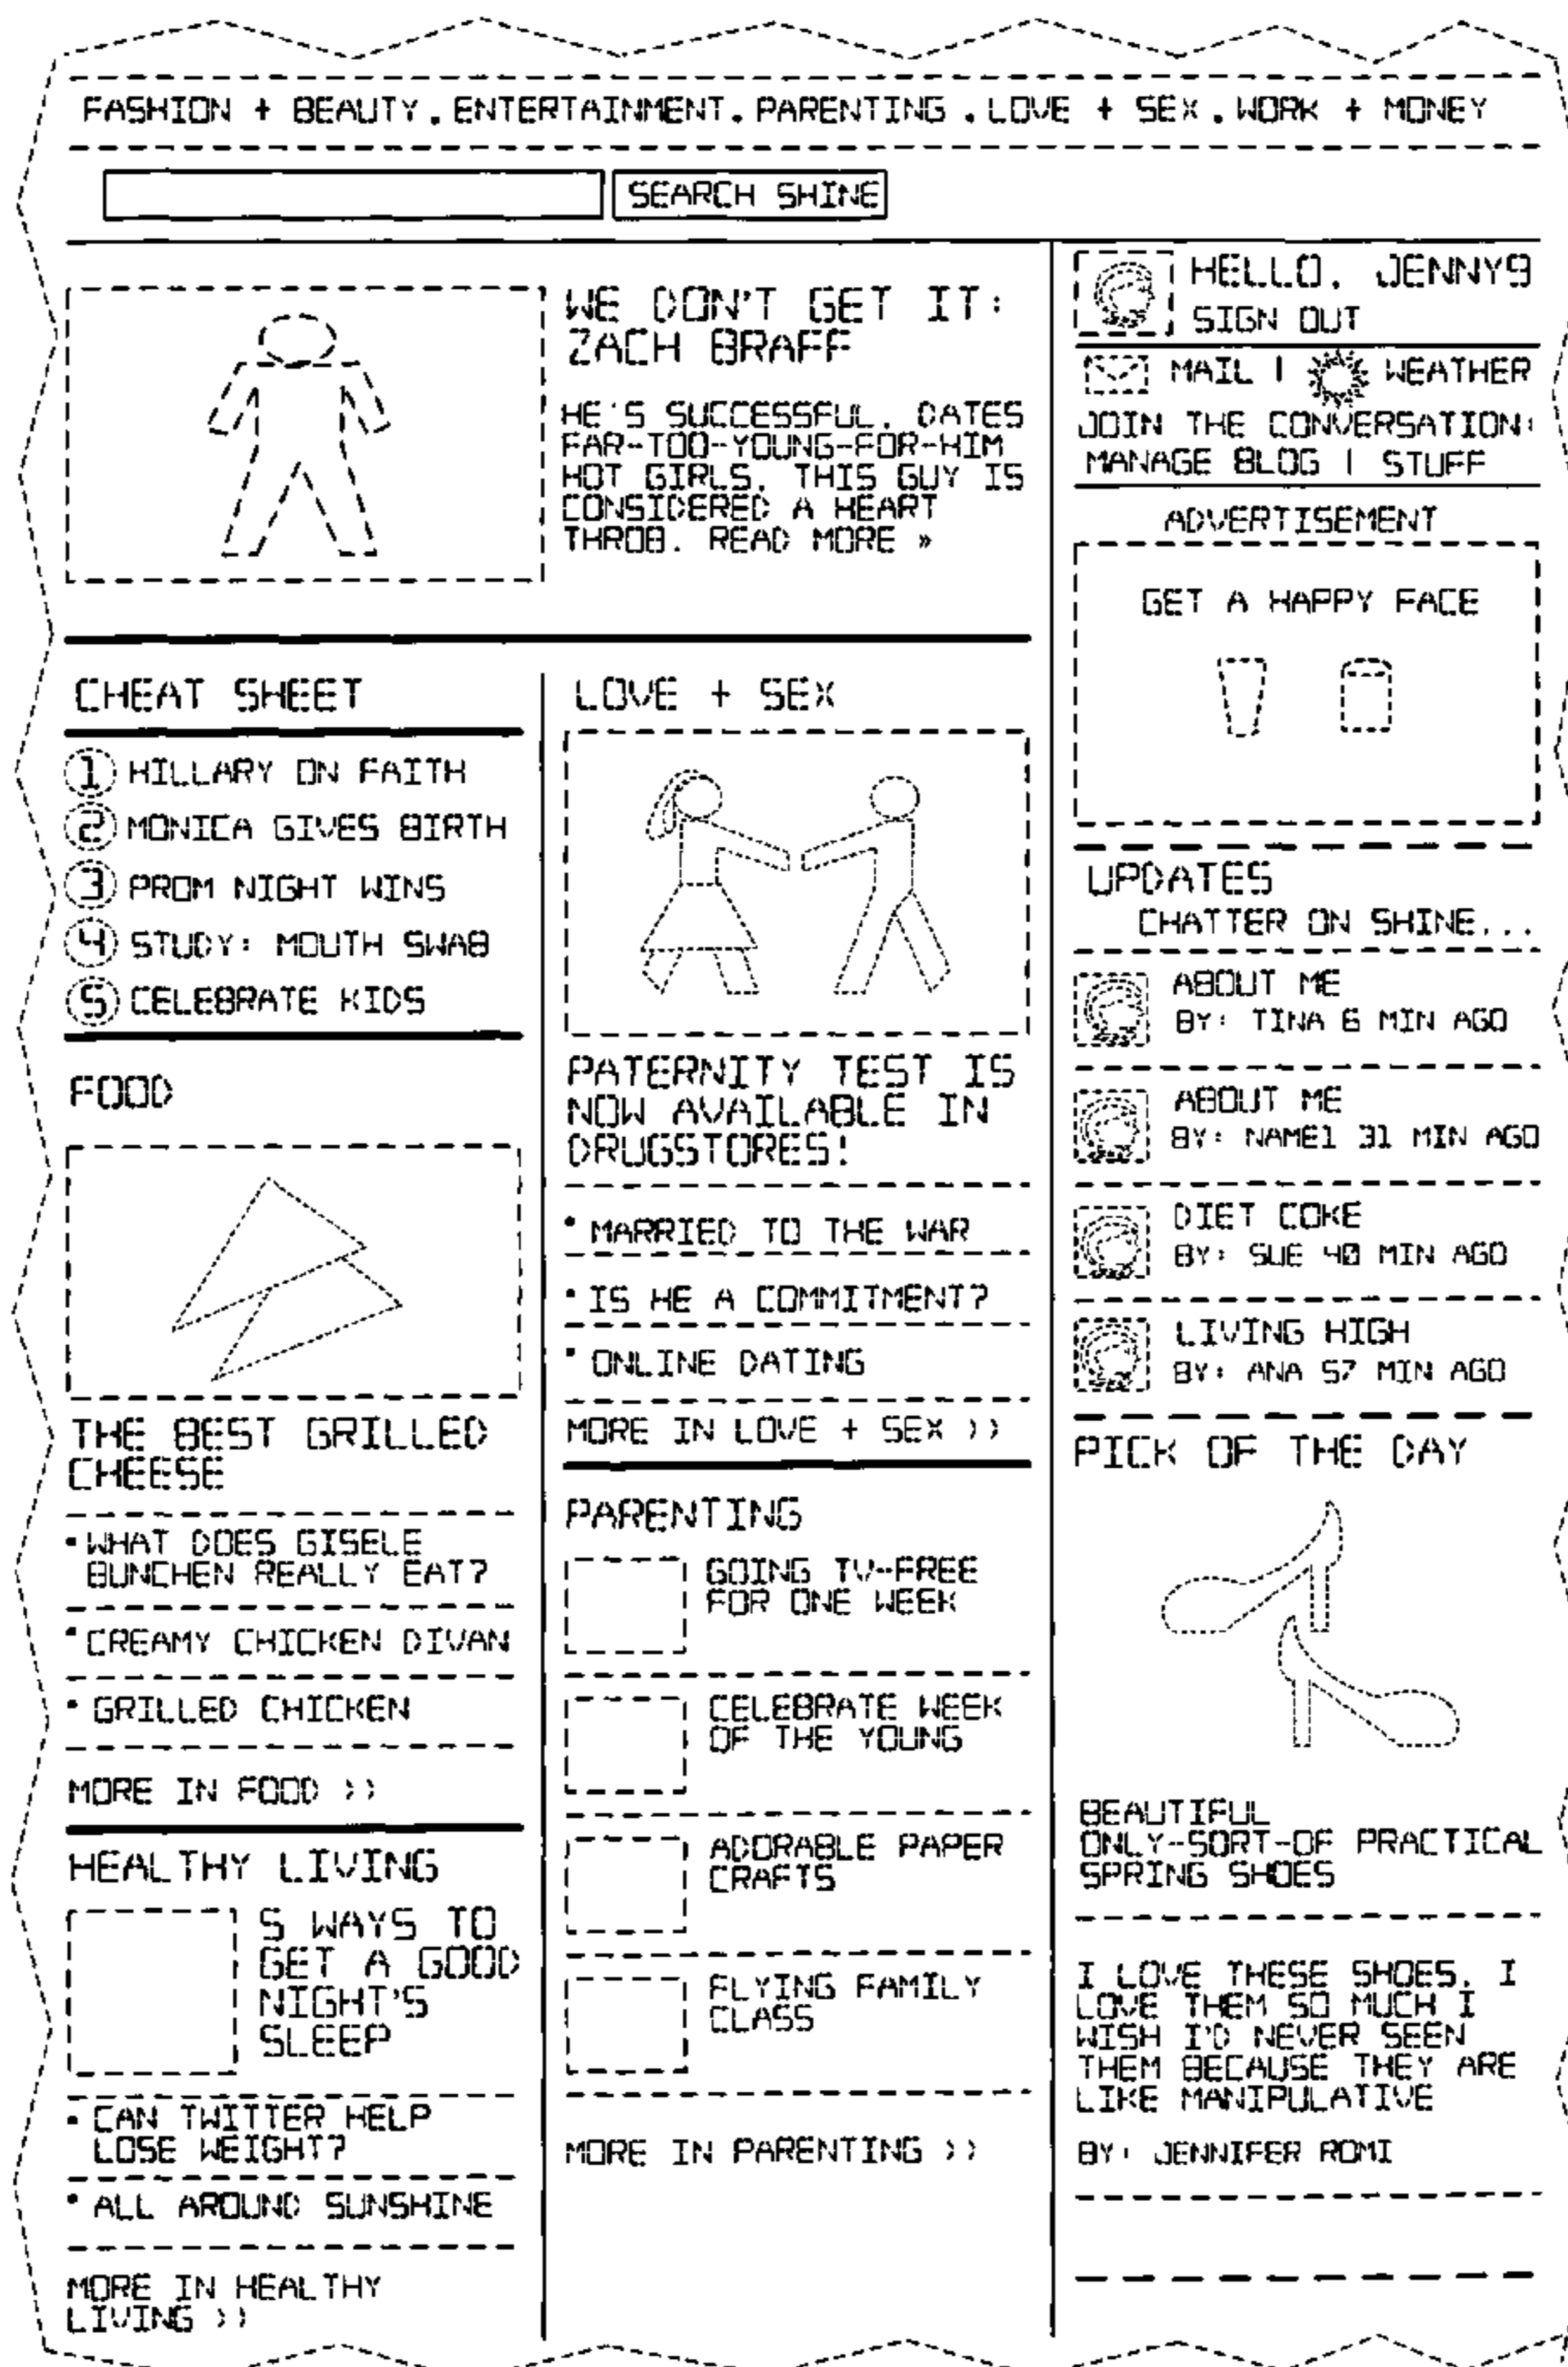 FASHION + BEAUTY. ENTERTAINMENT. PARENTING . LOVE + SEX . WORK + MONEY
SEARCH SHINE
WE DON'T GET IT:
ZACH BRAFF
HE'S SUCCESSFUL, DATES
FAR-TOO-YOUNG-FOR-HIM
HOT GIRLS. THIS GUY IS
CONSIDERED A HEART
THROB. READ MORE »
CHEAT SHEET
1 HILLARY ON FAITH
2 MONICA GIVES BIRTH
3 PROM NIGHT WINS
4 STUDY: MOUTH SWAB
5 CELEBRATE KIDS
FOOD
THE BEST GRILLED
CHEESE
• WHAT DOES GISELE
BUNCHEN REALLY EAT?
• CREAMY CHICKEN DIVAN
• GRILLED CHICKEN
MORE IN FOOD >>
HEALTHY LIVING
5 WAYS TO
GET A GOOD
NIGHT'S
SLEEP
• CAN TWITTER HELP
LOSE WEIGHT?
• ALL AROUND SUNSHINE
MORE IN HEALTHY
LIVING >>
LOVE + SEX
PATERNITY TEST IS
NOW AVAILABLE IN
DRUGSTORES!
• MARRIED TO THE WAR
• IS HE A COMMITMENT?
• ONLINE DATING
MORE IN LOVE + SEX >>
PARENTING
GOING TV-FREE
FOR ONE WEEK
CELEBRATE WEEK
OF THE YOUNG
ADORABLE PAPER
CRAFTS
FLYING FAMILY
CLASS
MORE IN PARENTING >>
HELLO, JENNY9
SIGN OUT
MAIL | WEATHER
JOIN THE CONVERSATION:
MANAGE BLOG | STUFF
ADVERTISEMENT
GET A HAPPY FACE
UPDATES
CHATTER ON SHINE...
ABOUT ME
BY: TINA 6 MIN AGO
ABOUT ME
BY: NAME1 31 MIN AGO
DIET COKE
BY: SUE 40 MIN AGO
LIVING HIGH
BY: ANA 57 MIN AGO
PICK OF THE DAY
BEAUTIFUL
ONLY-SORT-OF PRACTICAL
SPRING SHOES
I LOVE THESE SHOES. I
LOVE THEM SO MUCH I
WISH I'D NEVER SEEN
THEM BECAUSE THEY ARE
LIKE MANIPULATIVE
BY: JENNIFER ROMI